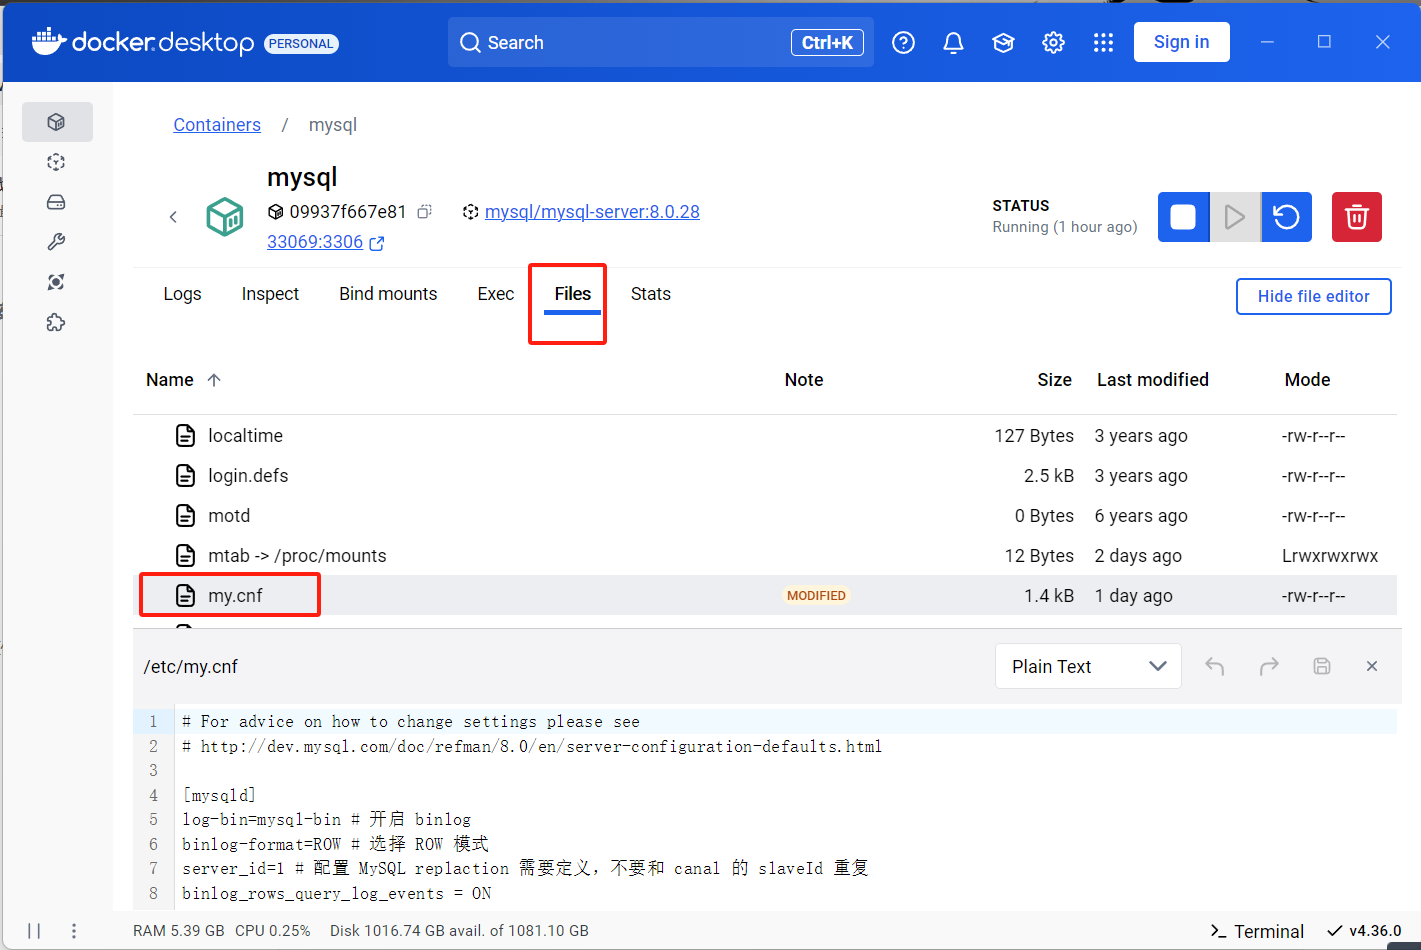 docker.desktop PERSONAL
Search Ctrl+K
Sign in
Containers / mysql
mysql
09937f667e81 mysql/mysql-server:8.0.28
33069:3306
STATUS
Running (1 hour ago)
Logs Inspect Bind mounts Exec Files Stats
Hide file editor
Name Note Size Last modified Mode
localtime 127 Bytes 3 years ago -rw-r--r--
login.defs 2.5 kB 3 years ago -rw-r--r--
motd 0 Bytes 6 years ago -rw-r--r--
mtab -> /proc/mounts 12 Bytes 2 days ago Lrwxrwxrwx
my.cnf MODIFIED 1.4 kB 1 day ago -rw-r--r--
/etc/my.cnf Plain Text
1 # For advice on how to change settings please see
2 # http://dev.mysql.com/doc/refman/8.0/en/server-configuration-defaults.html
3
4 [mysqld]
5 log-bin=mysql-bin # 开启 binlog
6 binlog-format=ROW # 选择 ROW 模式
7 server_id=1 # 配置 MySQL replaction 需要定义，不要和 canal 的 slaveId 重复
8 binlog_rows_query_log_events = ON
RAM 5.39 GB CPU 0.25% Disk 1016.74 GB avail. of 1081.10 GB
Terminal v4.36.0